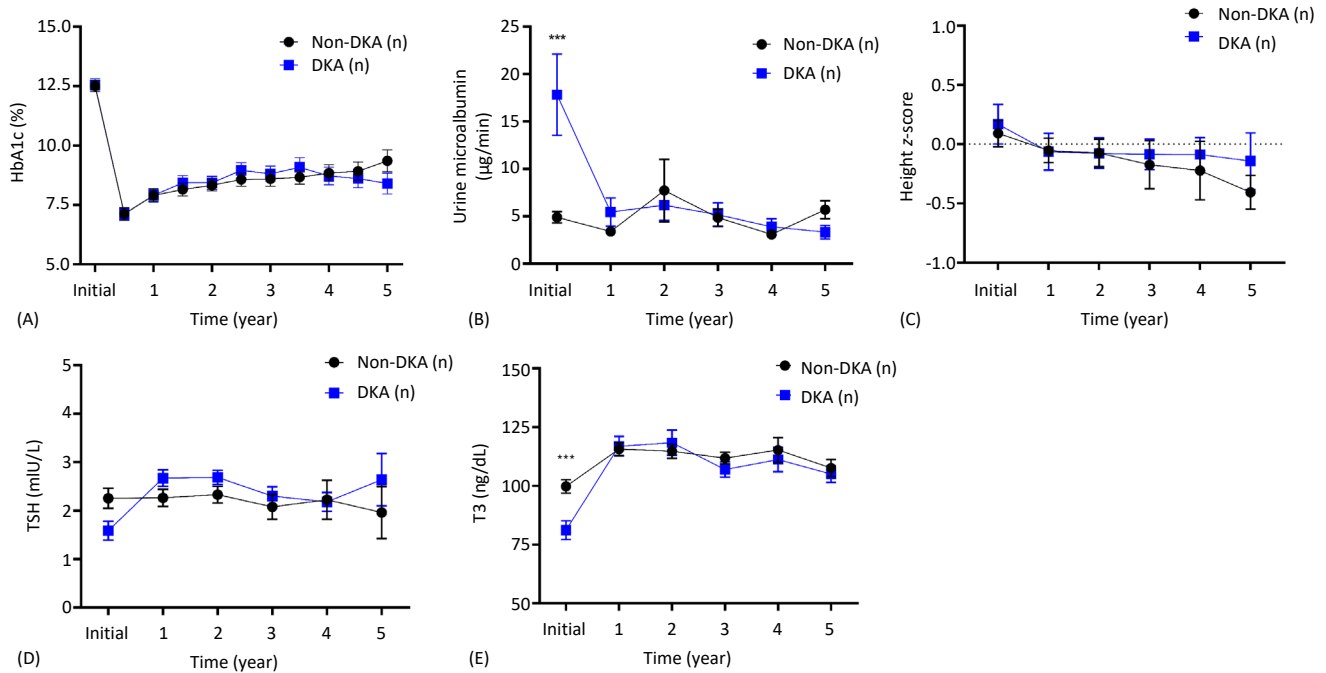 15.0
12.5
10.0
7.5
5.0
HbA1c (%)
Non-DKA (n)
DKA (n)
Initial 1 2 3 4 5
Time (year)
(A)
25
20
15
10
5
0
Urine microalbumin
(µg/min)
***
Non-DKA (n)
DKA (n)
Initial 1 2 3 4 5
Time (year)
(B)
1.0
0.5
0.0
-0.5
-1.0
Height z-score
Non-DKA (n)
DKA (n)
Initial 1 2 3 4 5
Time (year)
(C)
5
4
3
2
1
0
TSH (mIU/L)
Non-DKA (n)
DKA (n)
Initial 1 2 3 4 5
Time (year)
(D)
150
125
100
75
50
T3 (ng/dL)
***
Non-DKA (n)
DKA (n)
Initial 1 2 3 4 5
Time (year)
(E)